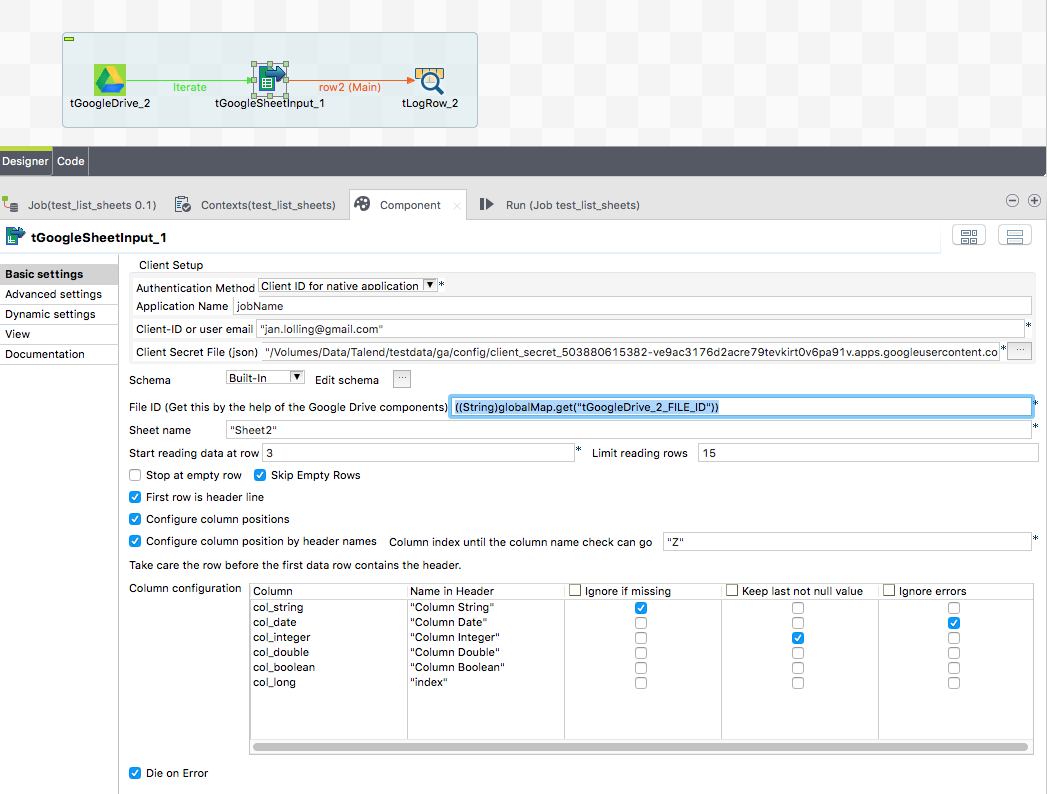 Iterate
row2 (Main)
tGoogleDrive_2
tGoogleSheetInput_1
tLogRow_2
Designer
Code
Job(test_list_sheets 0.1)
Contexts(test_list_sheets)
Component
Run (Job test_list_sheets)
tGoogleSheetInput_1
Basic settings
Advanced settings
Dynamic settings
View
Documentation
Client Setup
Authentication Method Client ID for native application *
Application Name jobName
Client-ID or user email "jan.lolling@gmail.com" *
Client Secret File (json) "/Volumes/Data/Talend/testdata/ga/config/client_secret_503880615382-ve9ac3176d2acre79tevkirt0v6pa91v.apps.googleusercontent.co * ...
Schema Built-In Edit schema ...
File ID (Get this by the help of the Google Drive components) ((String)globalMap.get("tGoogleDrive_2_FILE_ID")) *
Sheet name "Sheet2" *
Start reading data at row 3 * Limit reading rows 15
Stop at empty row Skip Empty Rows
First row is header line
Configure column positions
Configure column position by header names Column index until the column name check can go "Z" *
Take care the row before the first data row contains the header.
Column configuration
Column Name in Header Ignore if missing Keep last not null value Ignore errors
col_string "Column String"
col_date "Column Date"
col_integer "Column Integer"
col_double "Column Double"
col_boolean "Column Boolean"
col_long "index"
Die on Error